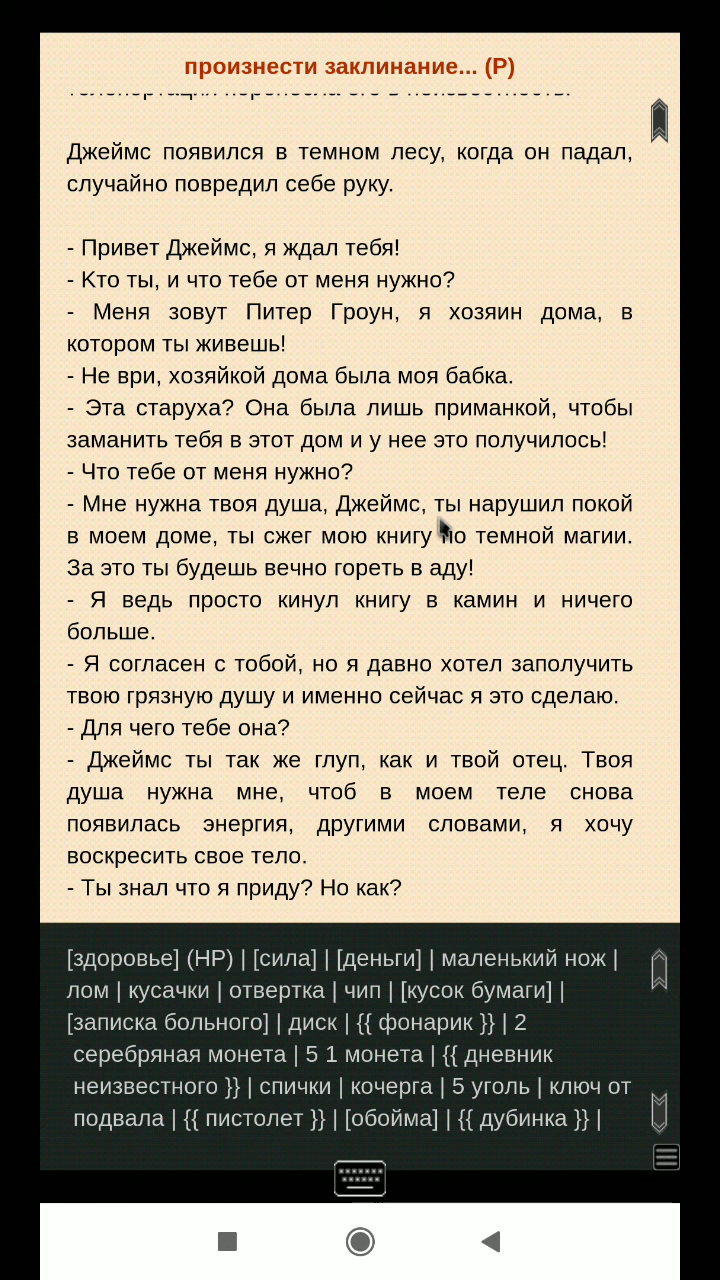 произнести заклинание... (Р)
Джеймс появился в темном лесу, когда он падал,
случайно повредил себе руку.
- Привет Джеймс, я ждал тебя!
- Кто ты, и что тебе от меня нужно?
- Меня зовут Питер Гроун, я хозяин дома, в
котором ты живешь!
- Не ври, хозяйкой дома была моя бабка.
- Эта старуха? Она была лишь приманкой, чтобы
заманить тебя в этот дом и у нее это получилось!
- Что тебе от меня нужно?
- Мне нужна твоя душа, Джеймс, ты нарушил покой
в моем доме, ты сжег мою книгу по темной магии.
За это ты будешь вечно гореть в аду!
- Я ведь просто кинул книгу в камин и ничего
больше.
- Я согласен с тобой, но я давно хотел заполучить
твою грязную душу и именно сейчас я это сделаю.
- Для чего тебе она?
- Джеймс ты так же глуп, как и твой отец. Твоя
душа нужна мне, чтоб в моем теле снова
появилась энергия, другими словами, я хочу
воскресить свое тело.
- Ты знал что я приду? Но как?
[здоровье] (HP) | [сила] | [деньги] | маленький нож |
лом | кусачки | отвертка | чип | [кусок бумаги] |
[записка больного] | диск | {{ фонарик }} | 2
серебряная монета | 5 1 монета | {{ дневник
неизвестного }} | спички | кочерга | 5 уголь | ключ от
подвала | {{ пистолет }} | [обойма] | {{ дубинка }} |